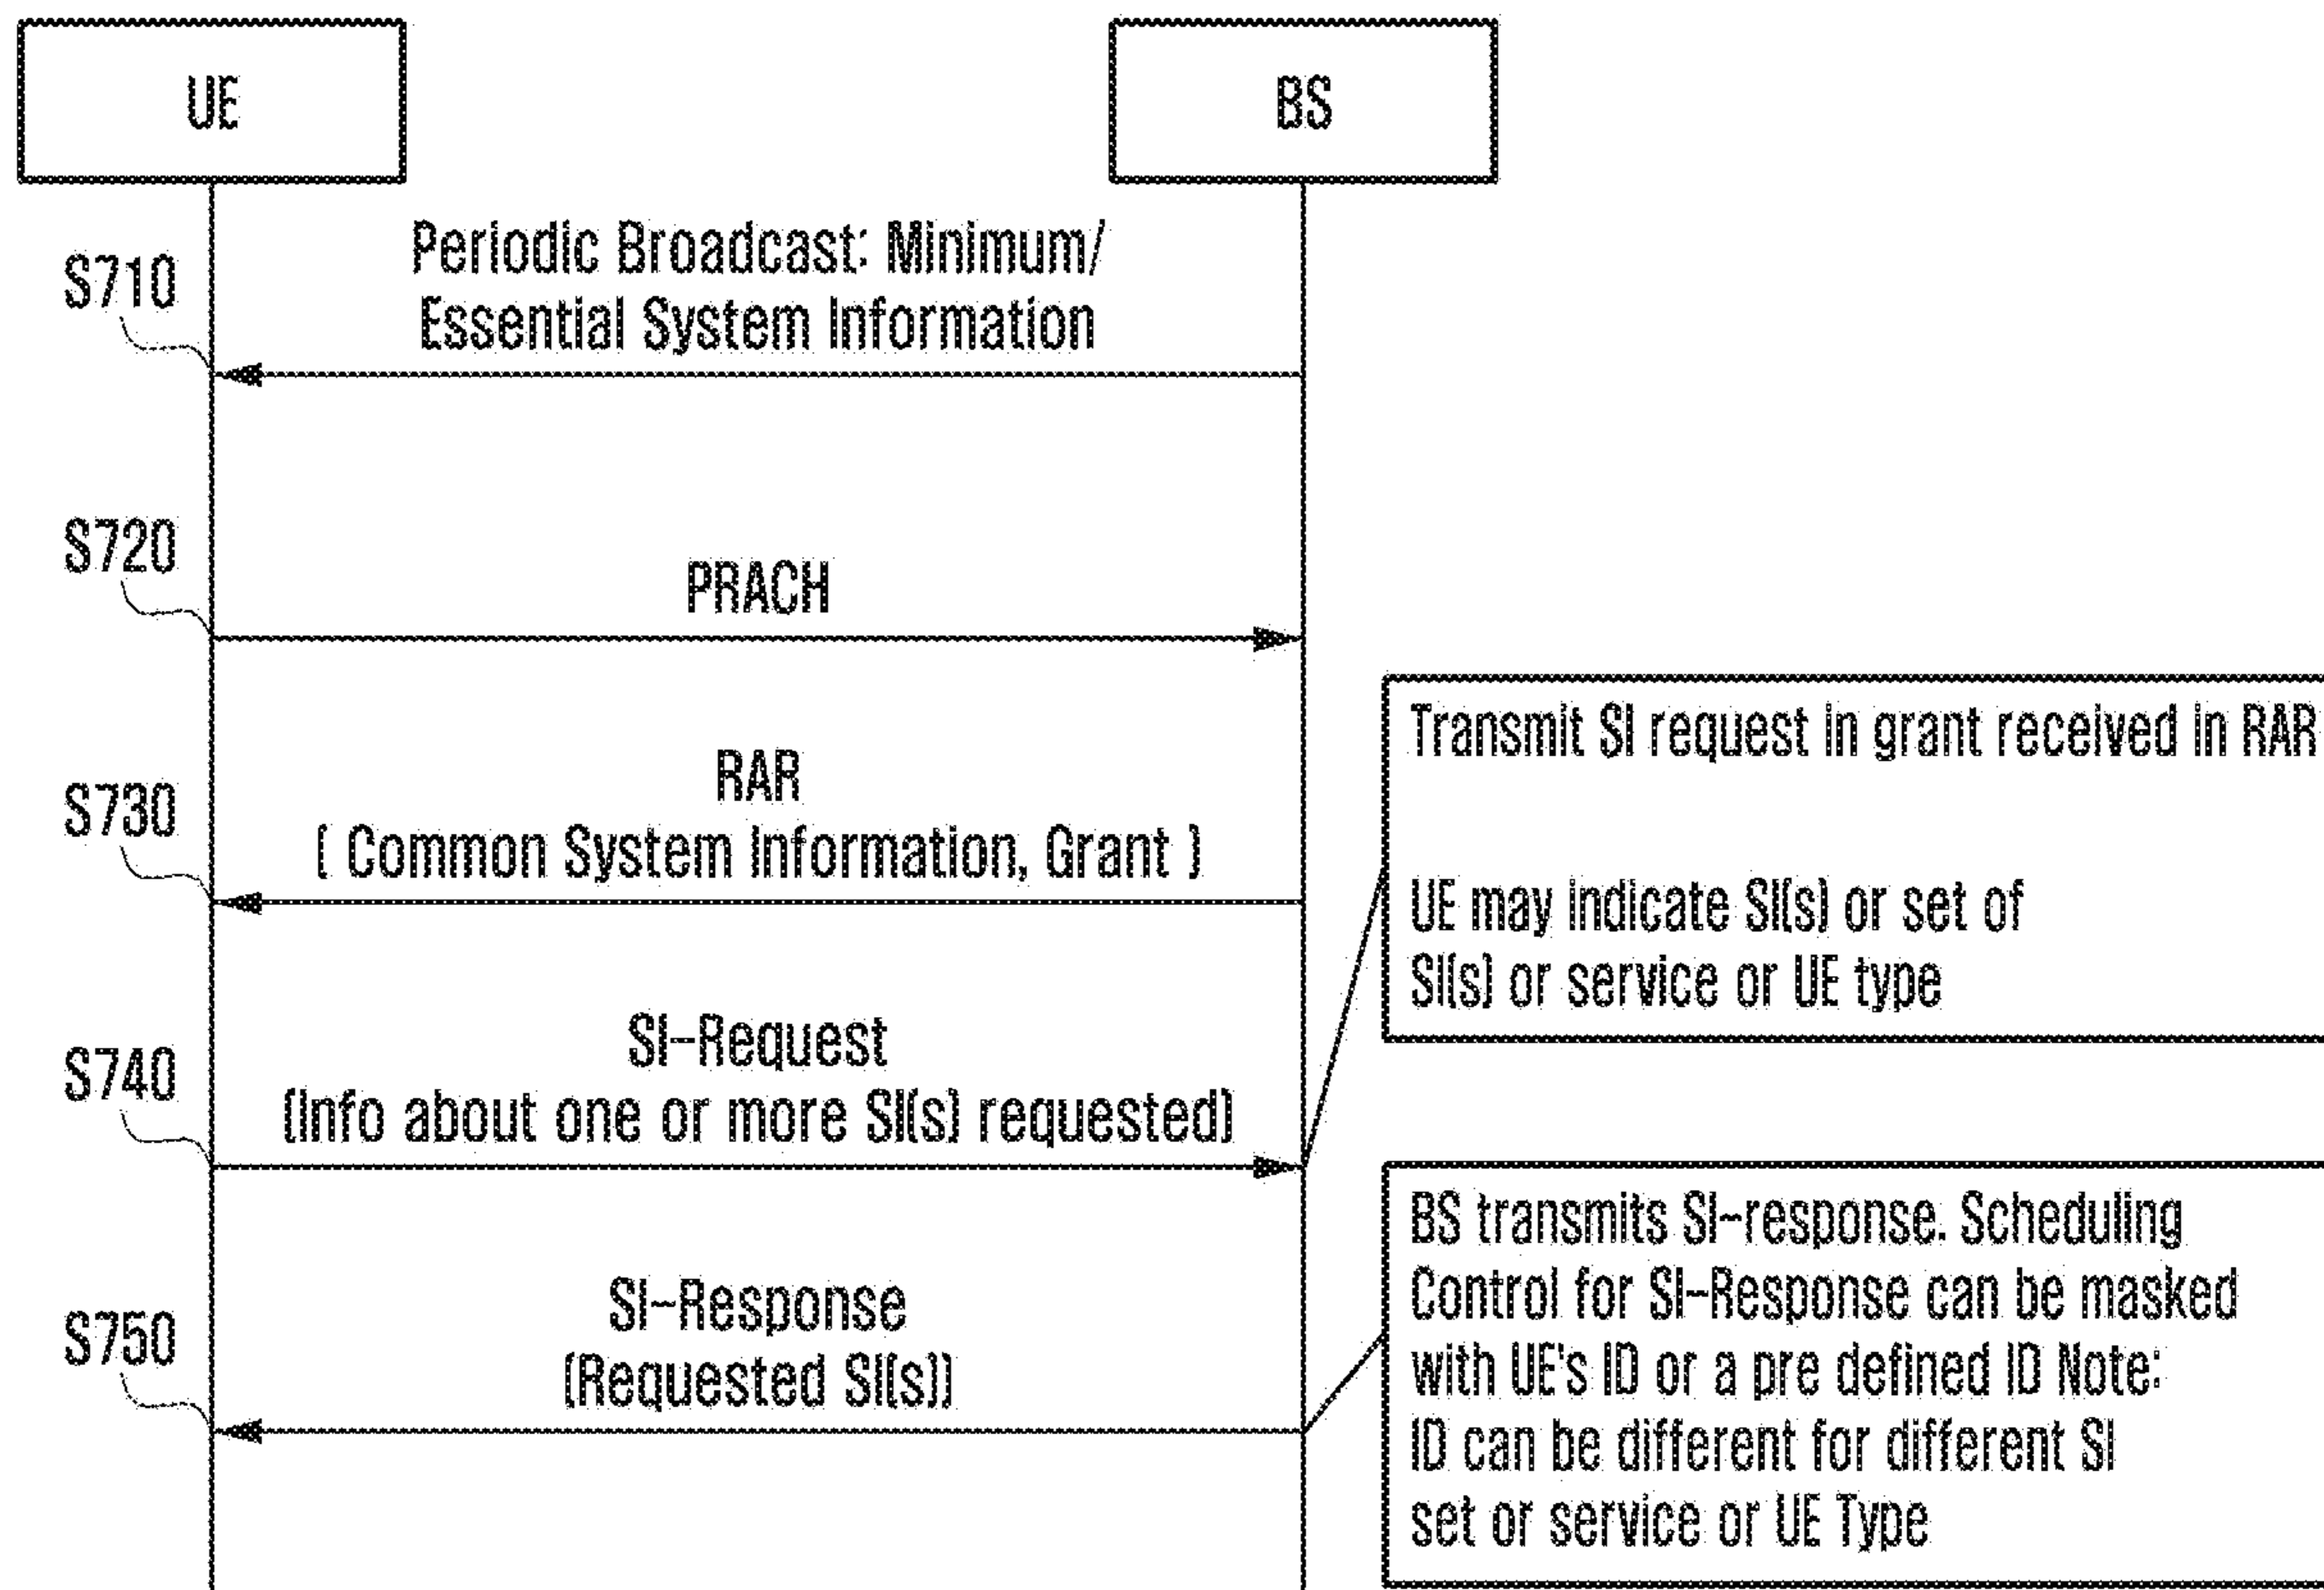 UE
BS
S710
Periodic Broadcast: Minimum/
Essential System Information
S720
PRACH
S730
RAR
( Common System Information, Grant )
Transmit SI request in grant received in RAR
UE may indicate SI(s) or set of
SI(s) or service or UE type
S740
SI-Request
(Info about one or more SI(s) requested)
S750
SI-Response
(Requested SI(s))
BS transmits SI-response. Scheduling
Control for SI-Response can be masked
with UE's ID or a pre defined ID Note:
ID can be different for different SI
set or service or UE Type